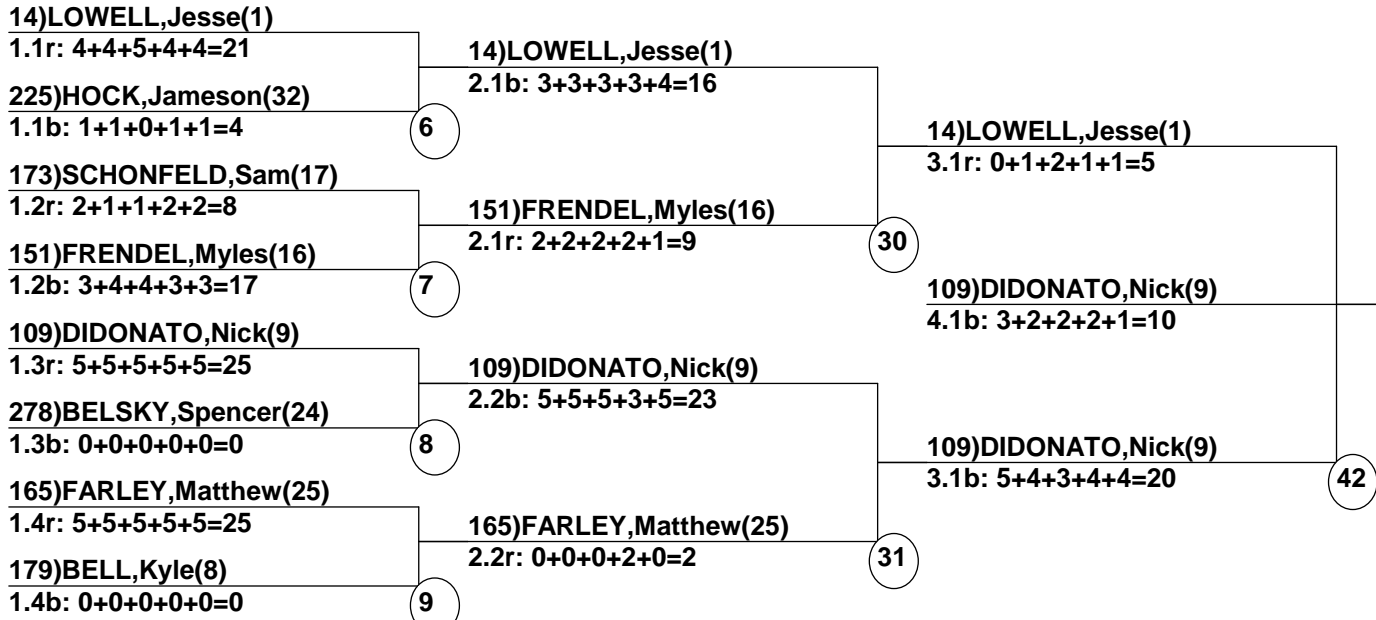 14)LOWELL,Jesse(1)
1.1r: 4+4+5+4+4=21
225)HOCK,Jameson(32)
1.1b: 1+1+0+1+1=4
6
173)SCHONFELD,Sam(17)
1.2r: 2+1+1+2+2=8
151)FRENDEL,Myles(16)
1.2b: 3+4+4+3+3=17
7
109)DIDONATO,Nick(9)
1.3r: 5+5+5+5+5=25
278)BELSKY,Spencer(24)
1.3b: 0+0+0+0+0=0
8
165)FARLEY,Matthew(25)
1.4r: 5+5+5+5+5=25
179)BELL,Kyle(8)
1.4b: 0+0+0+0+0=0
9
14)LOWELL,Jesse(1)
2.1b: 3+3+3+3+4=16
151)FRENDEL,Myles(16)
2.1r: 2+2+2+2+1=9
30
109)DIDONATO,Nick(9)
2.2b: 5+5+5+3+5=23
165)FARLEY,Matthew(25)
2.2r: 0+0+0+2+0=2
31
14)LOWELL,Jesse(1)
3.1r: 0+1+2+1+1=5
109)DIDONATO,Nick(9)
4.1b: 3+2+2+2+1=10
109)DIDONATO,Nick(9)
3.1b: 5+4+3+4+4=20
42